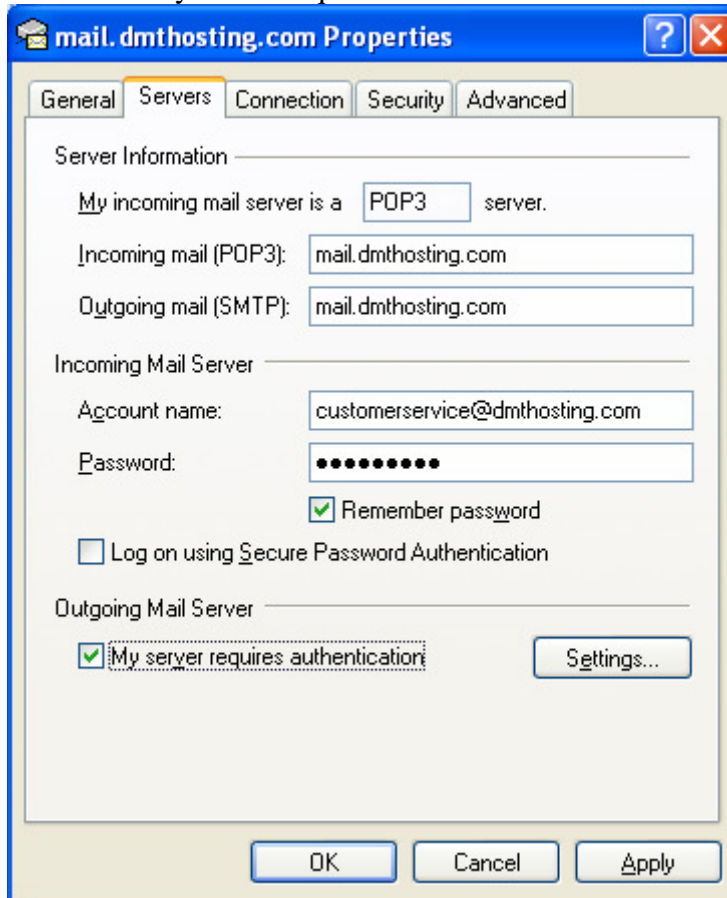 mail.dmthosting.com Properties
General Servers Connection Security Advanced
Server Information
My incoming mail server is a POP3 server.
Incoming mail (POP3): mail.dmthosting.com
Outgoing mail (SMTP): mail.dmthosting.com
Incoming Mail Server
Account name: customerservice@dmthosting.com
Password: ●●●●●●●●●
Remember password
Log on using Secure Password Authentication
Outgoing Mail Server
My server requires authentication Settings...
OK Cancel Apply